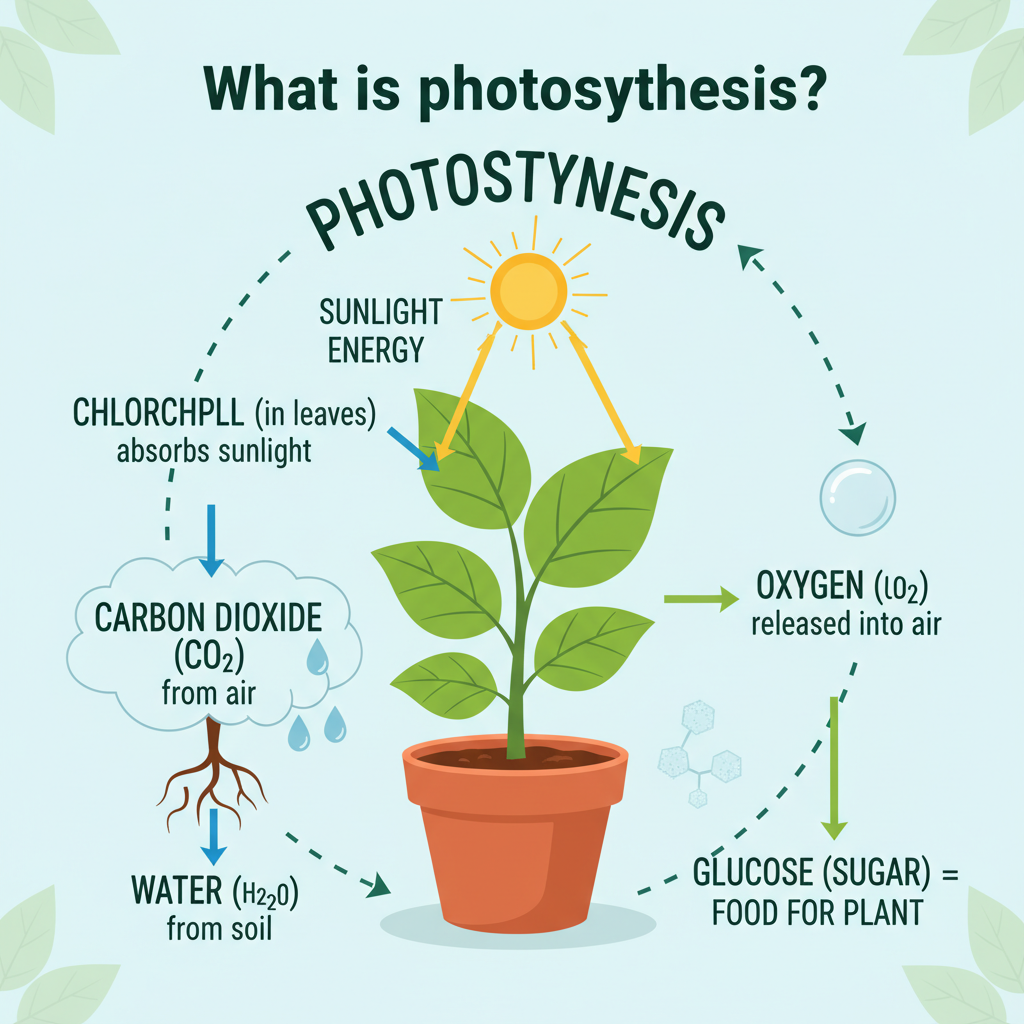 What is photosythesis?
PHOTOSTYNESIS
SUNLIGHT
ENERGY
CHLORCHPLL (in leaves)
absorbs sunlight
CARBON DIOXIDE
(CO₂)
from air
OXYGEN (lO₂)
released into air
WATER (H₂₂0)
from soil
GLUCOSE (SUGAR) =
FOOD FOR PLANT